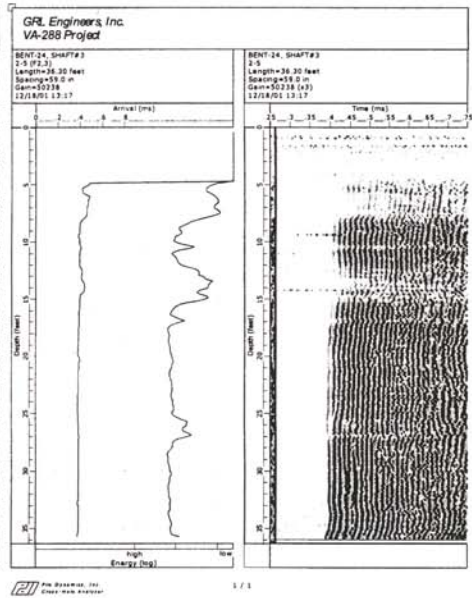 GRL Engineers, Inc.
VA-288 Project
BENT-24, SHAFT#3
2-5 (F2,3)
Length=36.30 feet
Spacing=59.0 in
Gain=50238
12/18/01 13:17
Arrival (ms)
0 2 4 6 8
Depth (feet)
0
5
10
15
20
25
30
35
high low
Energy (log)
BENT-24, SHAFT#3
2-5
Length=36.30 feet
Spacing=59.0 in
Gain=50238 (x3)
12/18/01 13:17
Time (ms)
.25 .3 .35 .4 .45 .5 .55 .6 .65 .7 .75
Depth (feet)
0
5
10
15
20
25
30
35
Pile Dynamics, Inc
Cross-Hole Analyzer
1 / 1